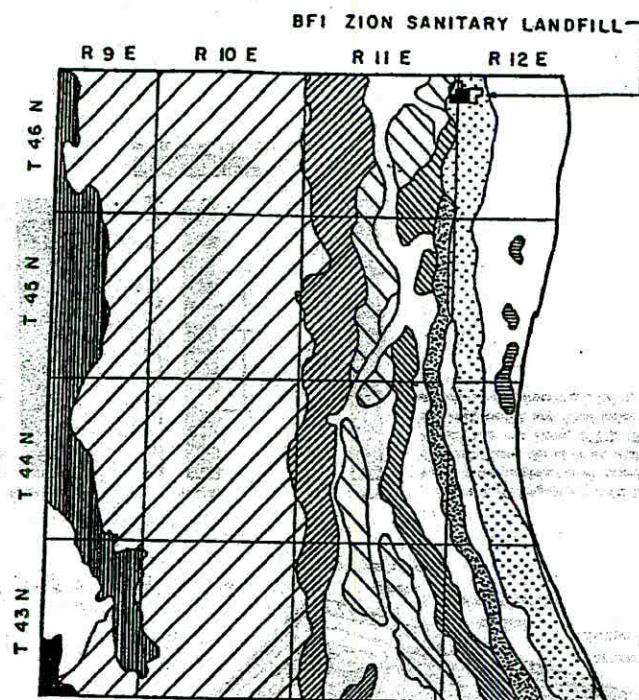 BFI ZION SANITARY LANDFILL
R 9 E R 10 E R 11 E R 12 E
T 46 N
T 45 N
T 44 N
T 43 N